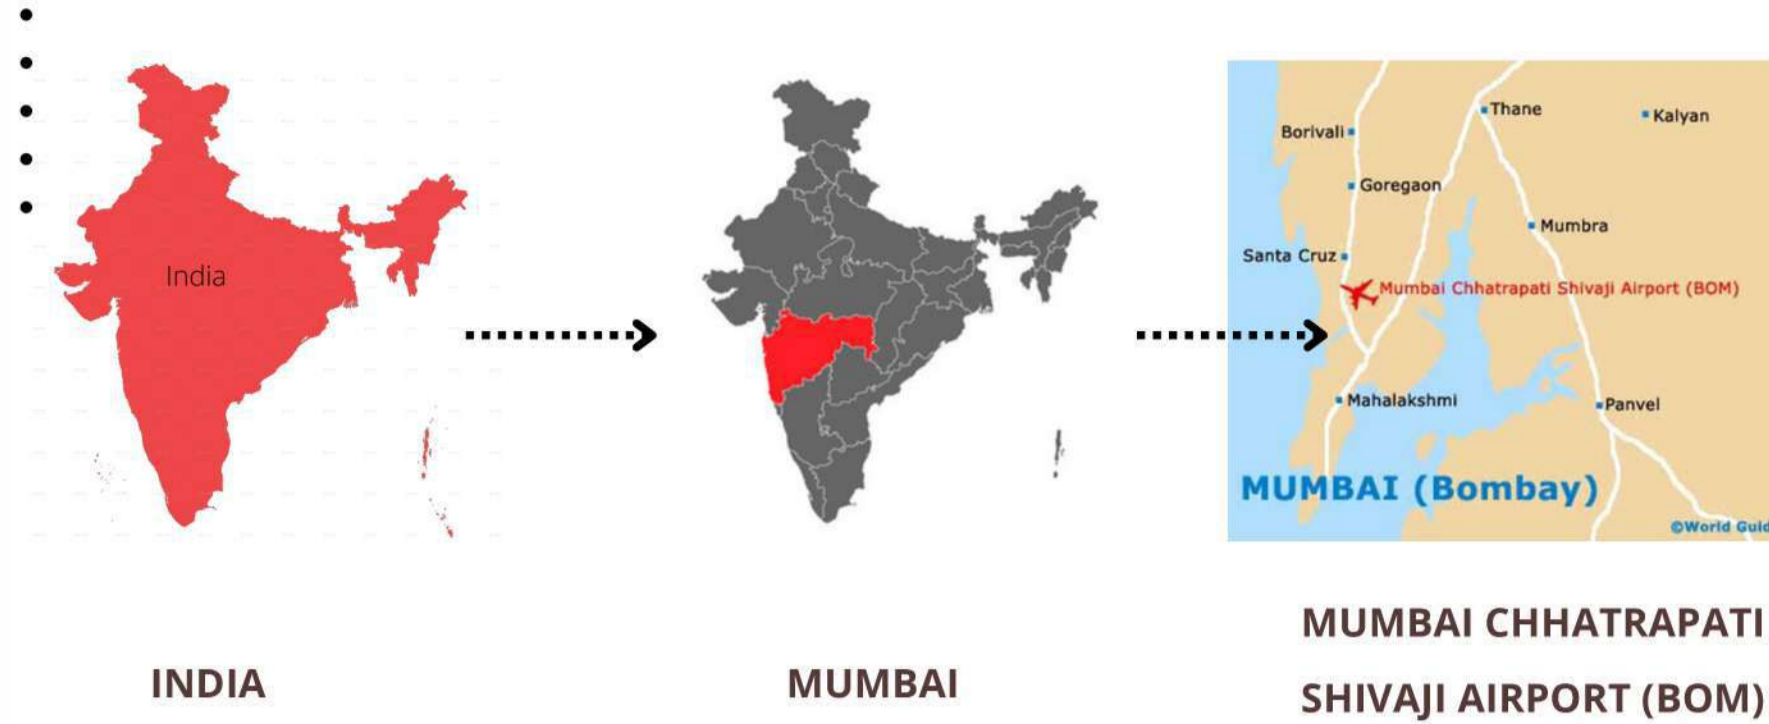 India
Thane
Kalyan
Borivali
Goregaon
Mumbra
Santa Cruz
Mumbai Chhatrapati Shivaji Airport (BOM)
Mahalakshmi
Panvel
MUMBAI (Bombay)
©World Guid
INDIA
MUMBAI
MUMBAI CHHATRAPATI
SHIVAJI AIRPORT (BOM)